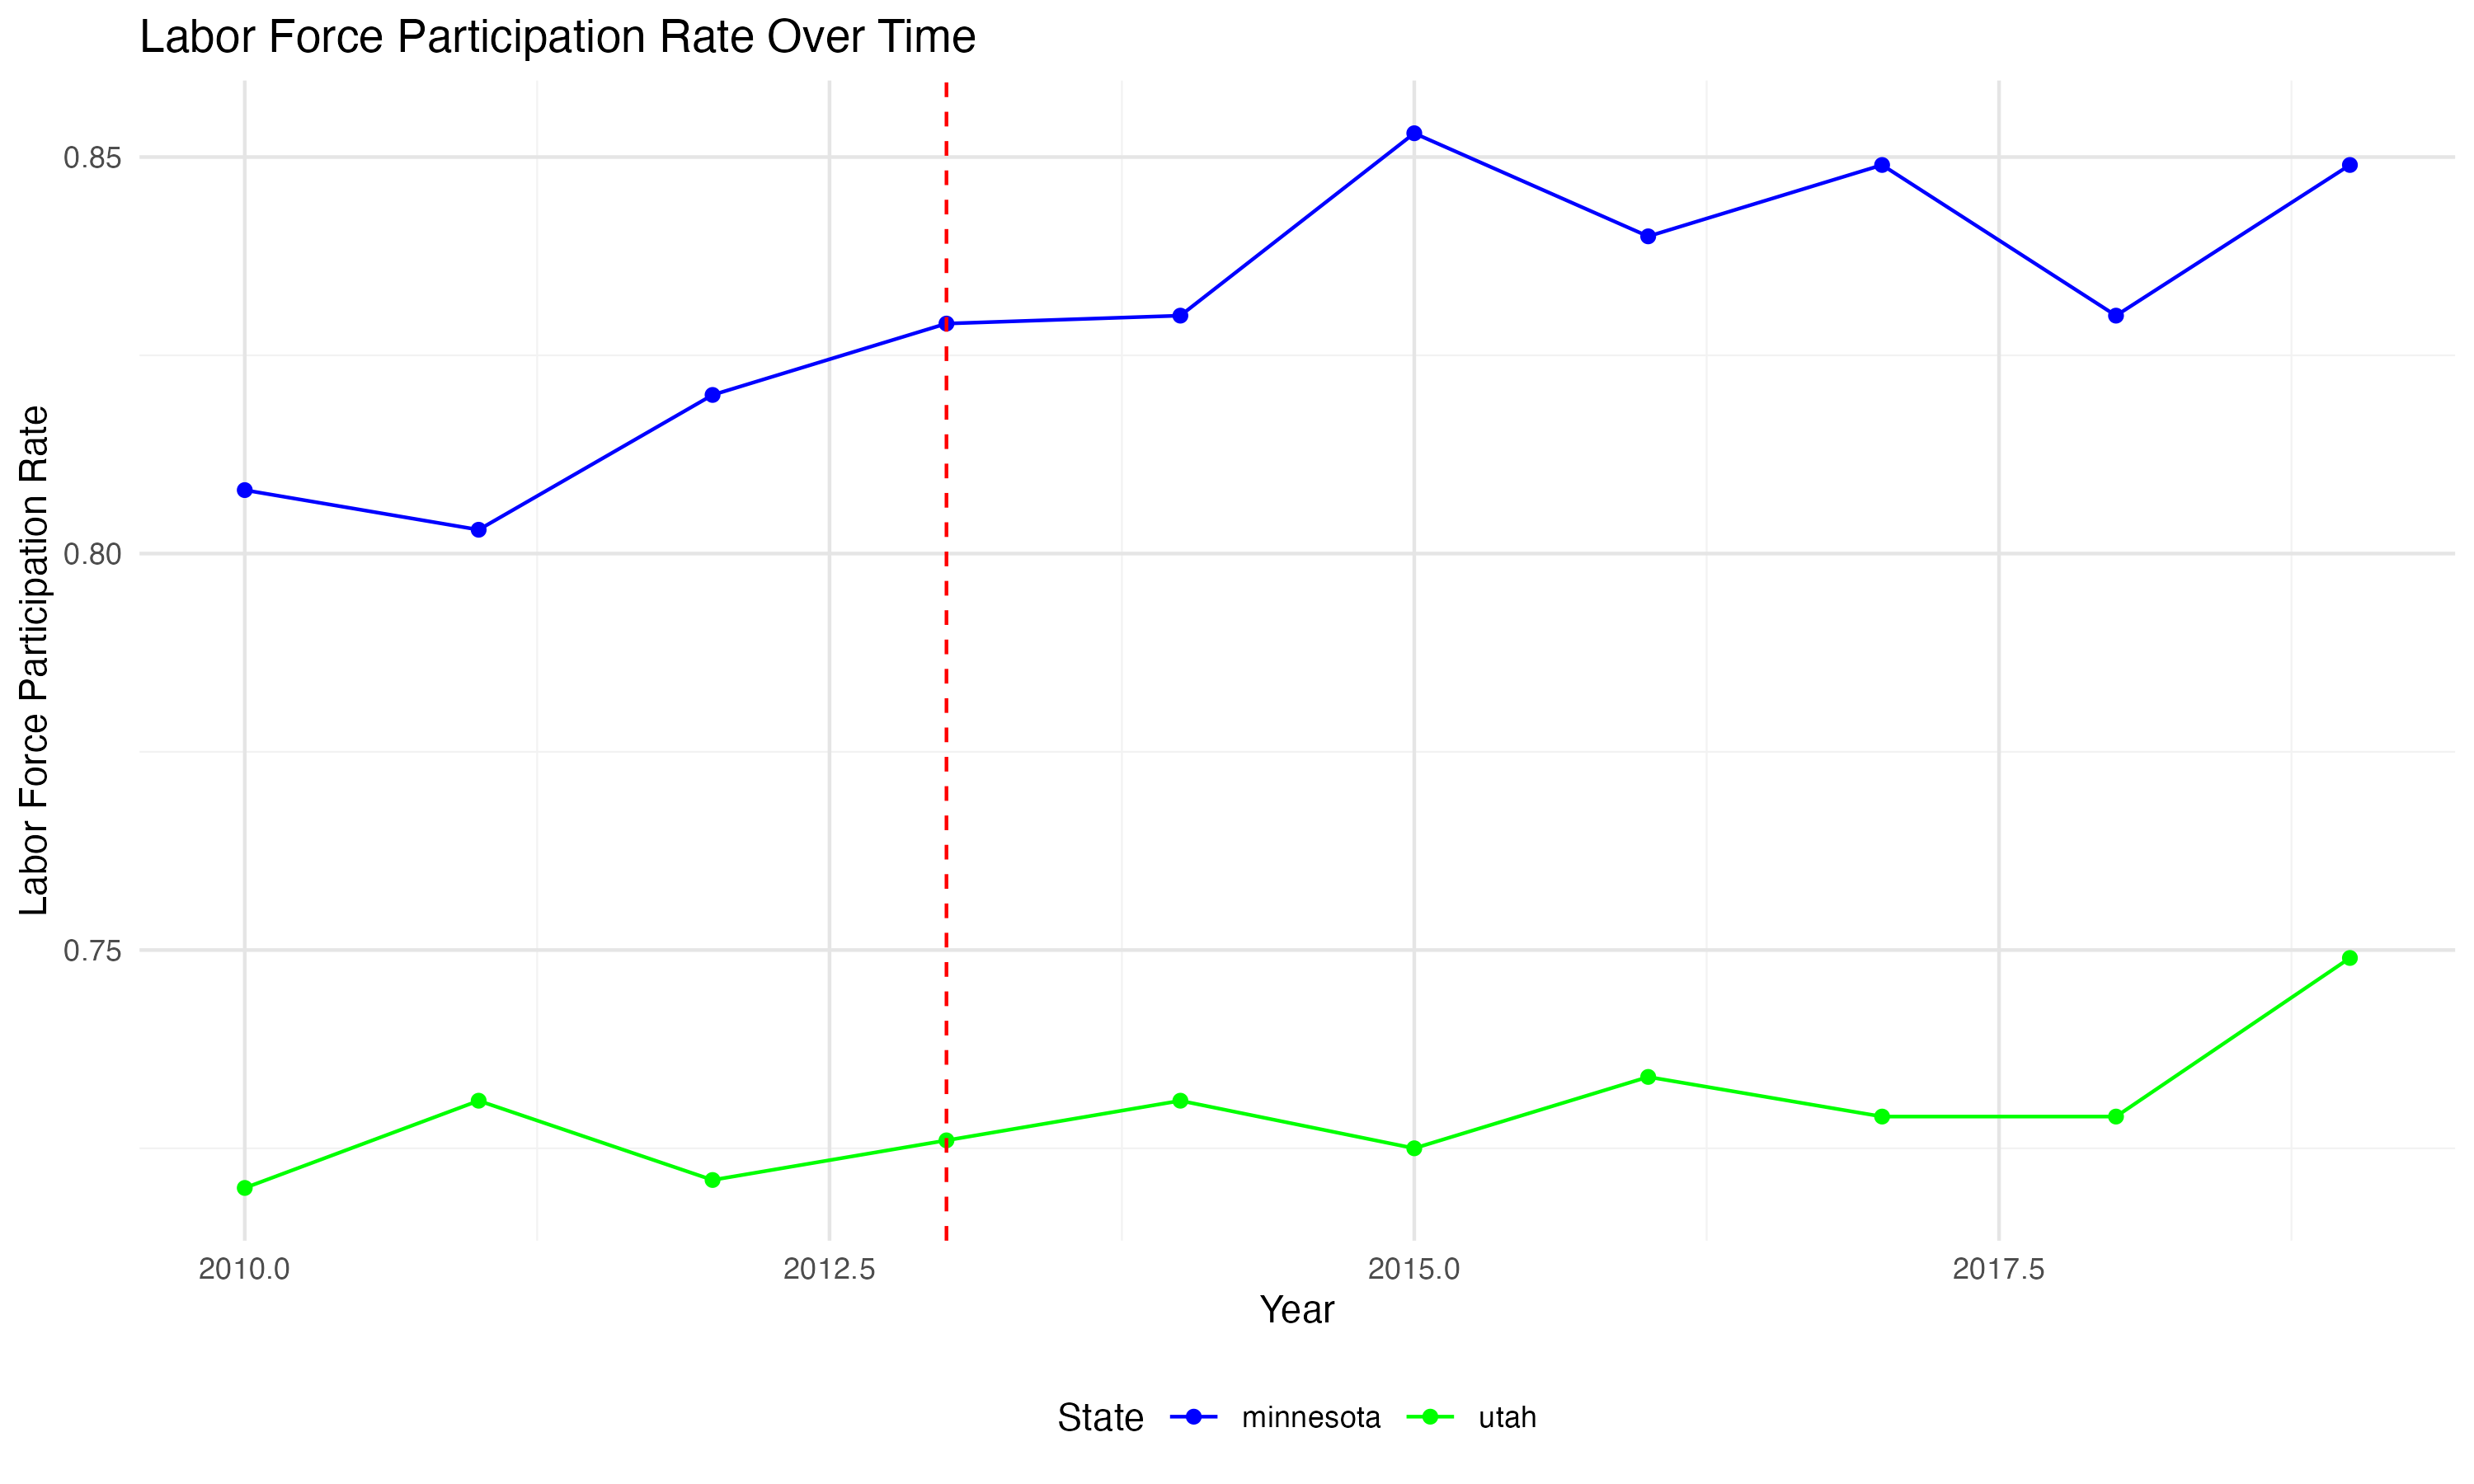 Labor Force Participation Rate Over Time
Labor Force Participation Rate
0.85
0.80
0.75
2010.0 2012.5 2015.0 2017.5
Year
State minnesota utah